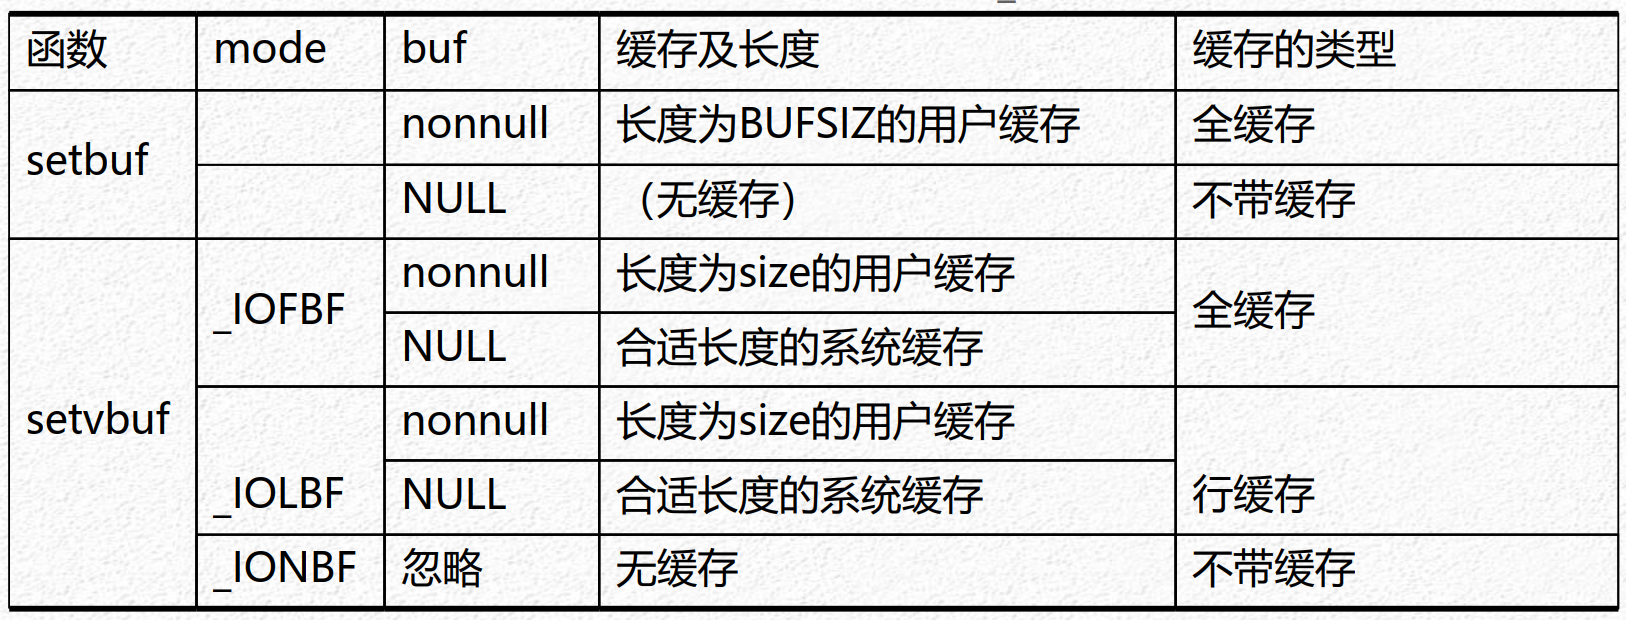 函数 mode buf 缓存及长度 缓存的类型
setbuf nonnull 长度为BUFSIZ的用户缓存 全缓存
NULL （无缓存） 不带缓存
setvbuf _IOFBF nonnull 长度为size的用户缓存 全缓存
NULL 合适长度的系统缓存
_IOLBF nonnull 长度为size的用户缓存 行缓存
NULL 合适长度的系统缓存
_IONBF 忽略 无缓存 不带缓存